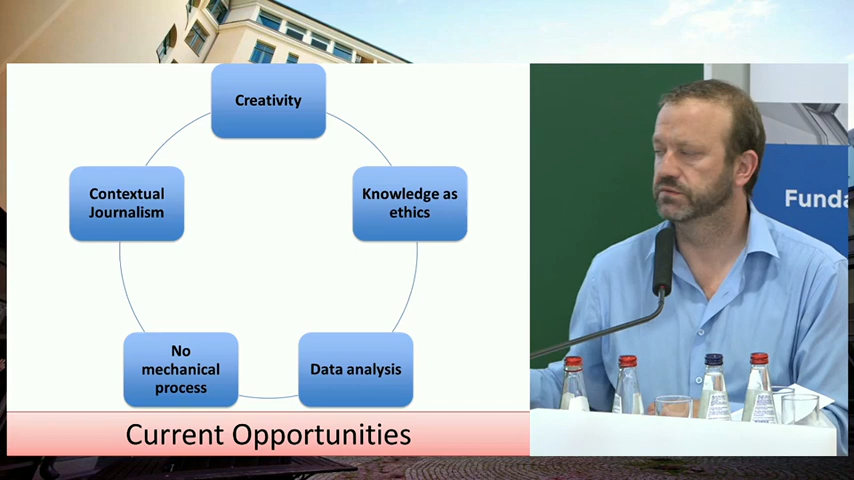 Creativity
Contextual
Journalism
Knowledge as
ethics
No
mechanical
process
Data analysis
Current Opportunities
Funda